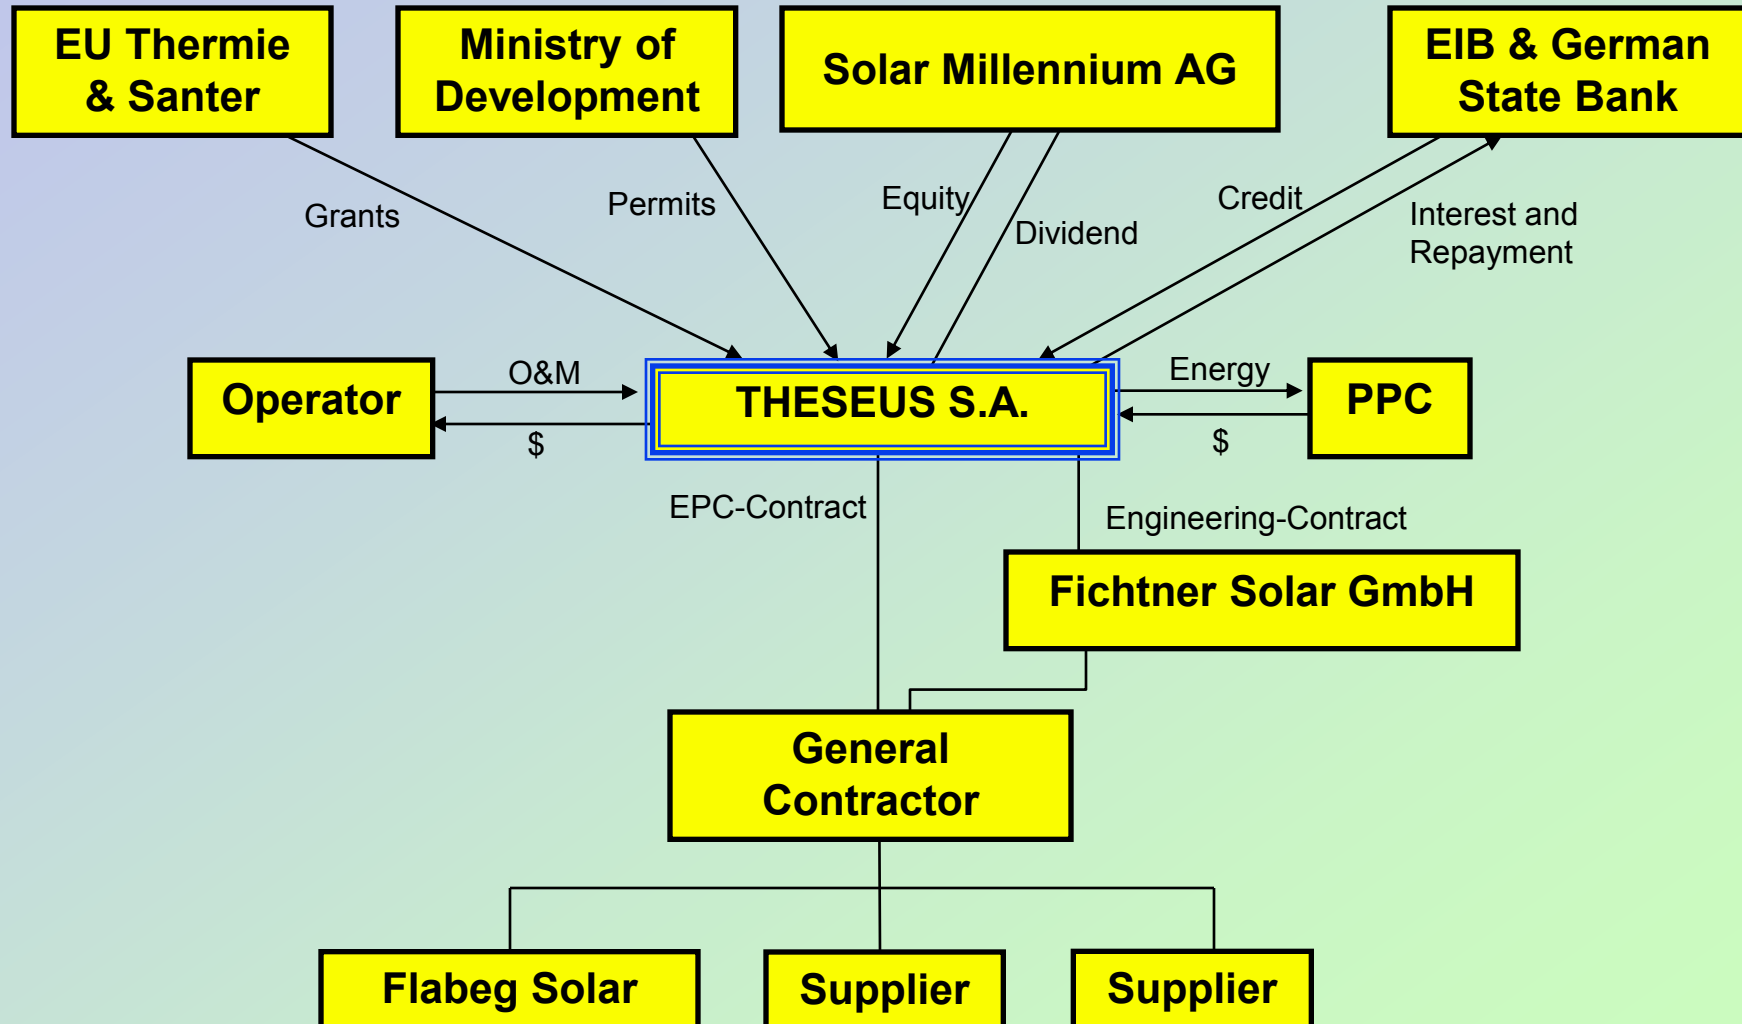 EU Thermie
& Santer
Ministry of
Development
Solar Millennium AG
EIB & German
State Bank
Grants
Permits
Equity
Dividend
Credit
Interest and
Repayment
Operator
O&M
$
THESEUS S.A.
Energy
$
PPC
EPC-Contract
Engineering-Contract
Fichtner Solar GmbH
General
Contractor
Flabeg Solar
Supplier
Supplier